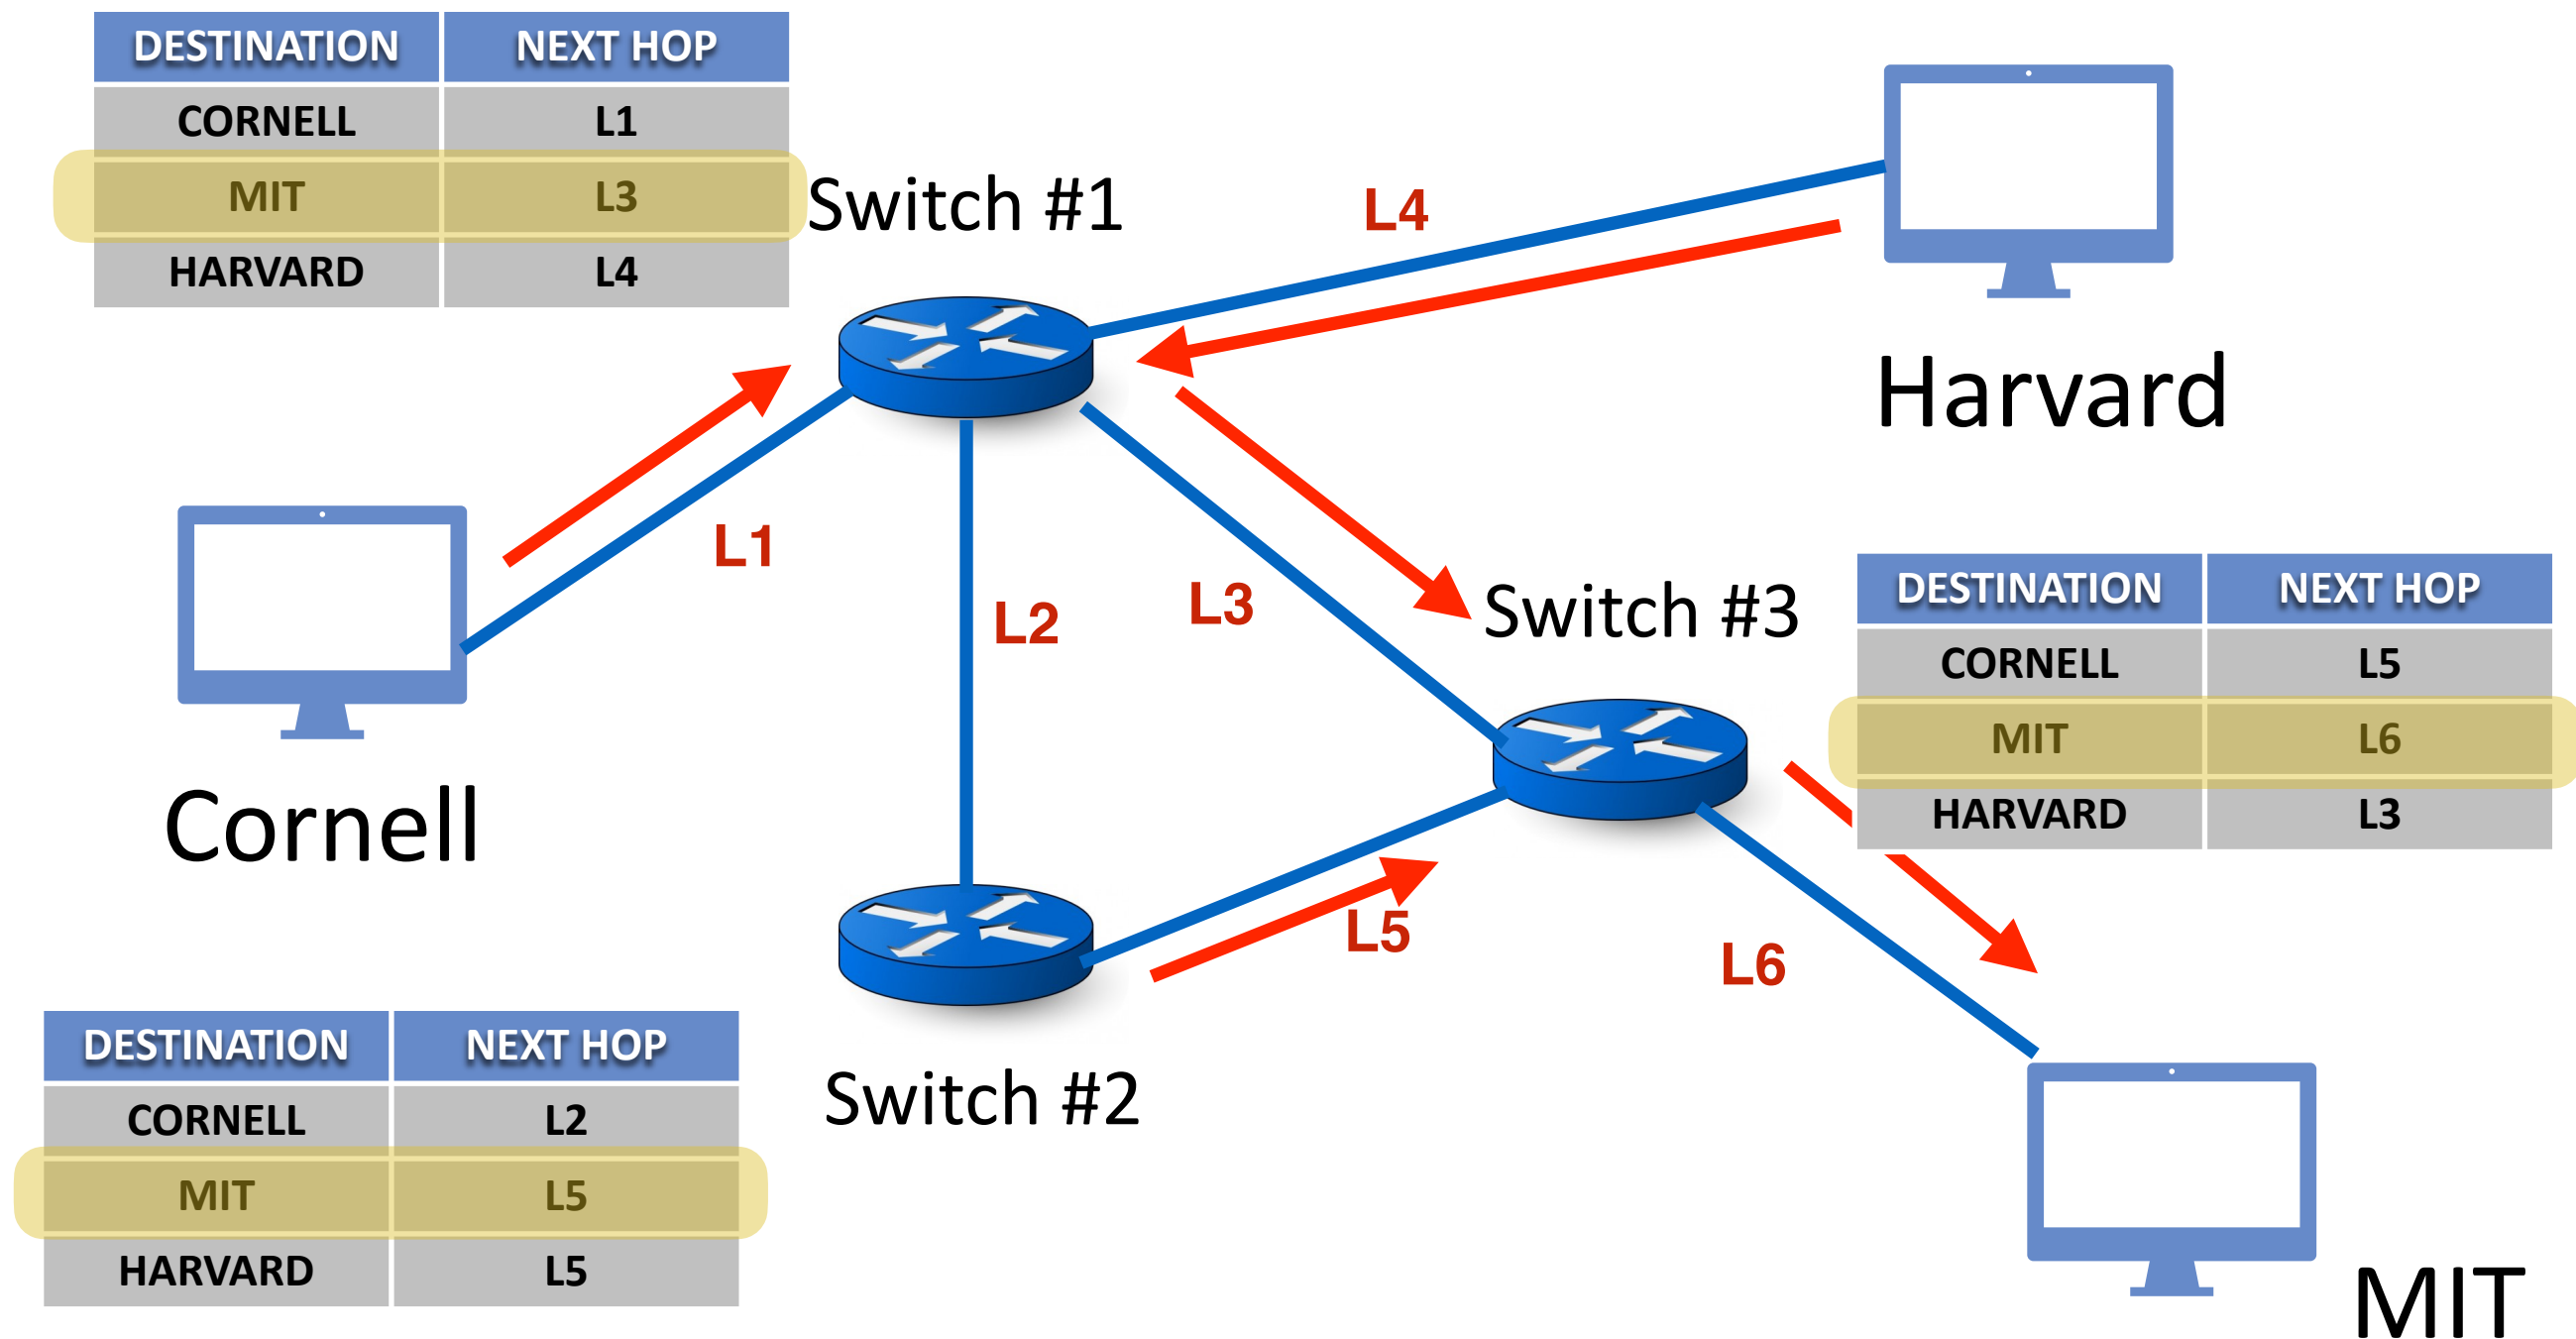 DESTINATION NEXT HOP
CORNELL L1
MIT L3
HARVARD L4
Switch #1
L4
Harvard
L1
L2
L3
Switch #3
DESTINATION NEXT HOP
CORNELL L5
MIT L6
HARVARD L3
Cornell
L5
L6
Switch #2
DESTINATION NEXT HOP
CORNELL L2
MIT L5
HARVARD L5
MIT